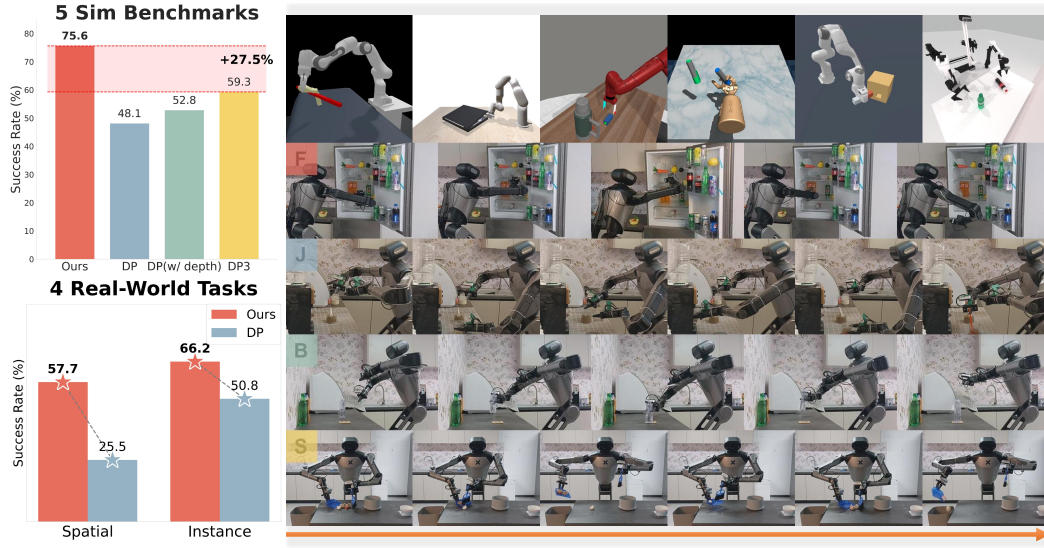 5 Sim Benchmarks
Success Rate (%)
80
70
60
50
40
30
20
10
0
75.6
48.1
52.8
59.3
+27.5%
Ours
DP
DP(w/ depth)
DP3
4 Real-World Tasks
Success Rate (%)
Ours
DP
57.7
25.5
66.2
50.8
Spatial
Instance
F
J
B
S